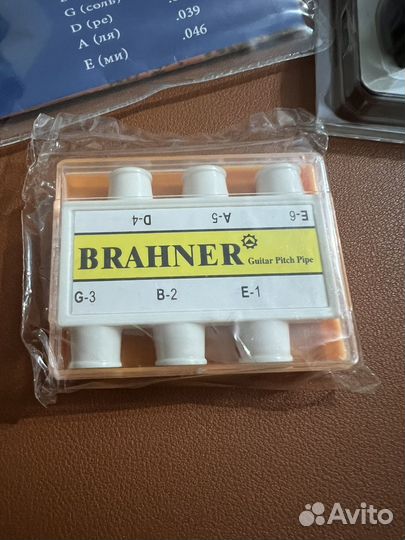 G (соль)
D (ре)
.039
A (ля)
.046
E (ми)
D-4 A-5 E-6
BRAHNER Guitar Pitch Pipe
G-3 B-2 E-1
Avito